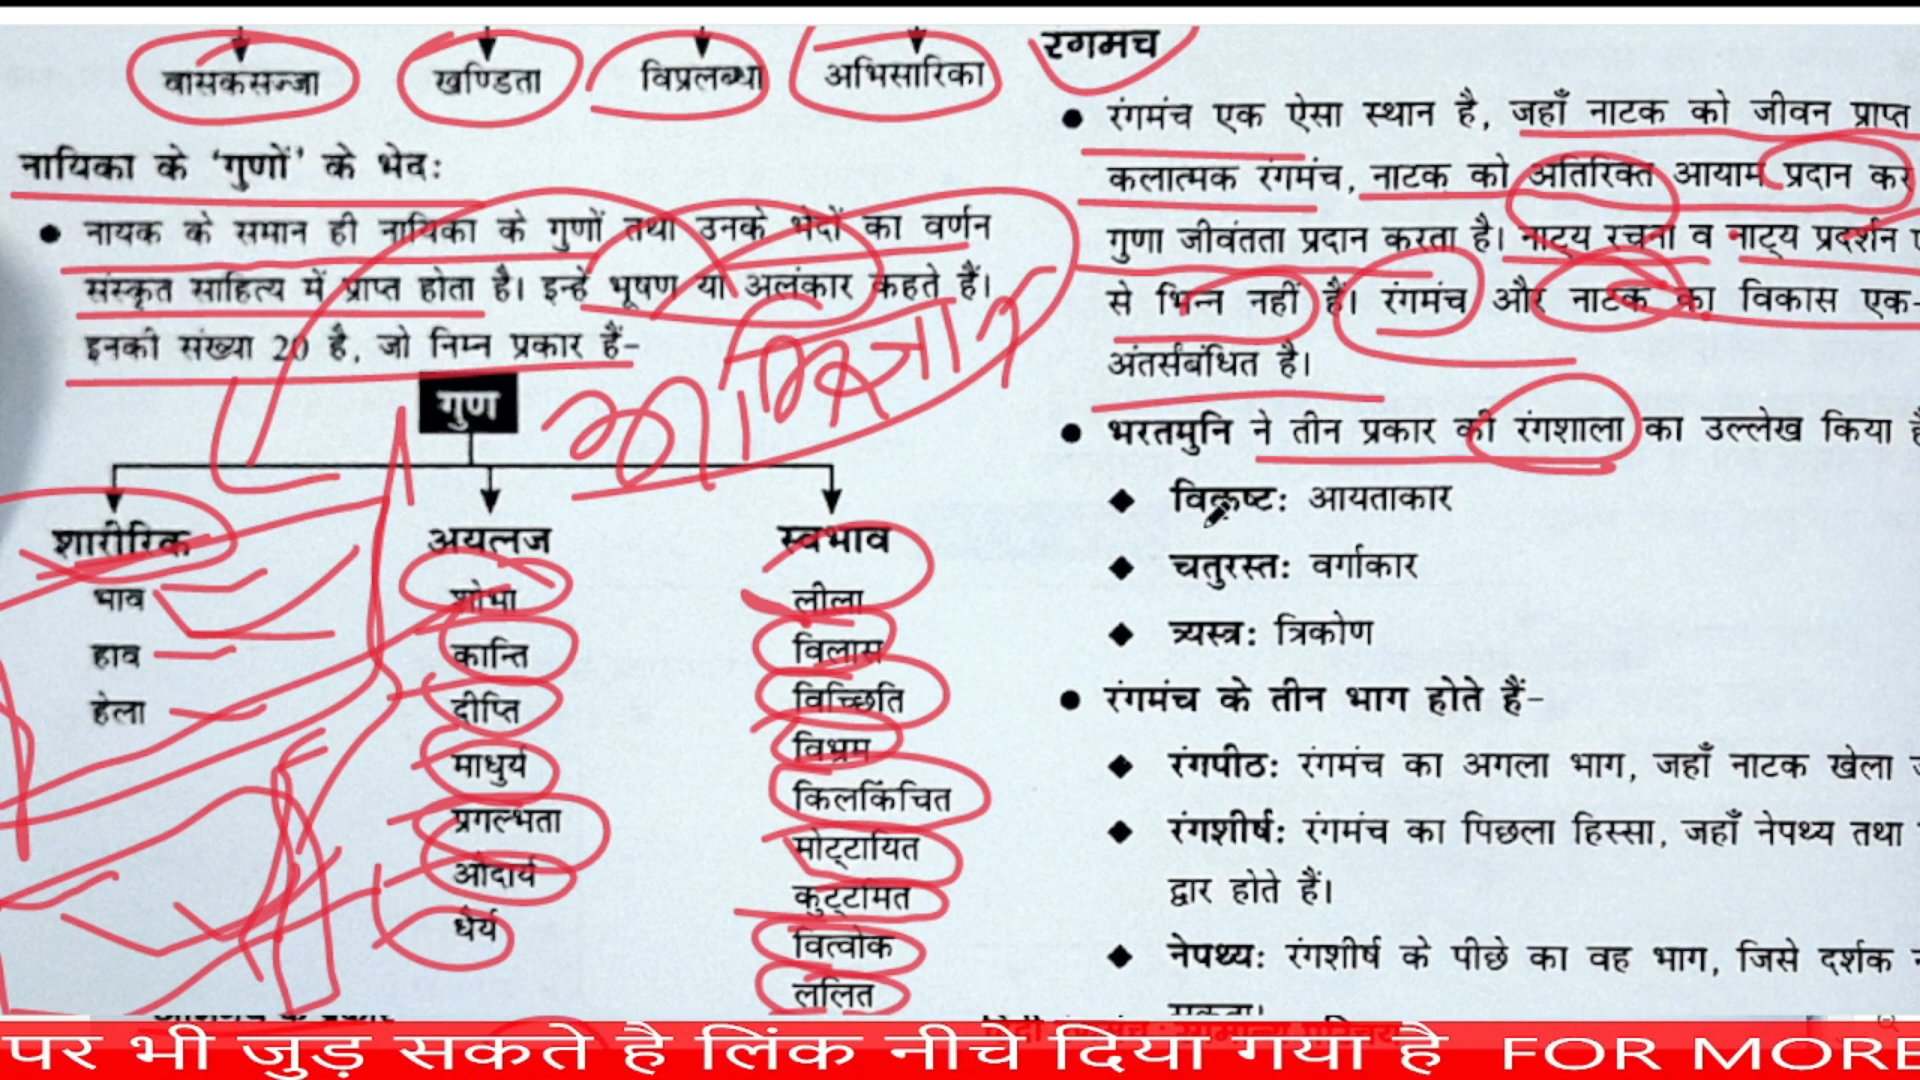 वासकसज्जा खण्डिता विप्रलब्धा अभिसारिका
नायिका के 'गुणों' के भेद:
● नायक के समान ही नायिका के गुणों तथा उनके भेदों का वर्णन
संस्कृत साहित्य में प्राप्त होता है। इन्हें भूषण या अलंकार कहते हैं।
इनकी संख्या 20 है, जो निम्न प्रकार हैं-
गुण
शारीरिक
भाव
हाव
हेला
अयत्नज
शोभा
कान्ति
दीप्ति
माधुर्य
प्रगल्भता
औदार्य
धैर्य
स्वभाव
लीला
विलास
विच्छिति
विभ्रम
किलकिंचित
मोट्टायित
कुट्टमित
वित्वोक
ललित
रंगमंच
● रंगमंच एक ऐसा स्थान है, जहाँ नाटक को जीवन प्राप्त
कलात्मक रंगमंच, नाटक को अतिरिक्त आयाम प्रदान कर
गुणा जीवंतता प्रदान करता है। नाट्य रचना व नाट्य प्रदर्शन
से भिन्न नहीं हैं। रंगमंच और नाटक का विकास एक-
अंतर्संबंधित है।
● भरतमुनि ने तीन प्रकार की रंगशाला का उल्लेख किया
◆ विकृष्ट: आयताकार
◆ चतुरस्त: वर्गाकार
◆ त्र्यस्त्र: त्रिकोण
● रंगमंच के तीन भाग होते हैं-
◆ रंगपीठ: रंगमंच का अगला भाग, जहाँ नाटक खेला
◆ रंगशीर्ष: रंगमंच का पिछला हिस्सा, जहाँ नेपथ्य तथा
द्वार होते हैं।
◆ नेपथ्य: रंगशीर्ष के पीछे का वह भाग, जिसे दर्शक
पर भी जुड़ सकते है लिंक नीचे दिया गया है FOR MORE